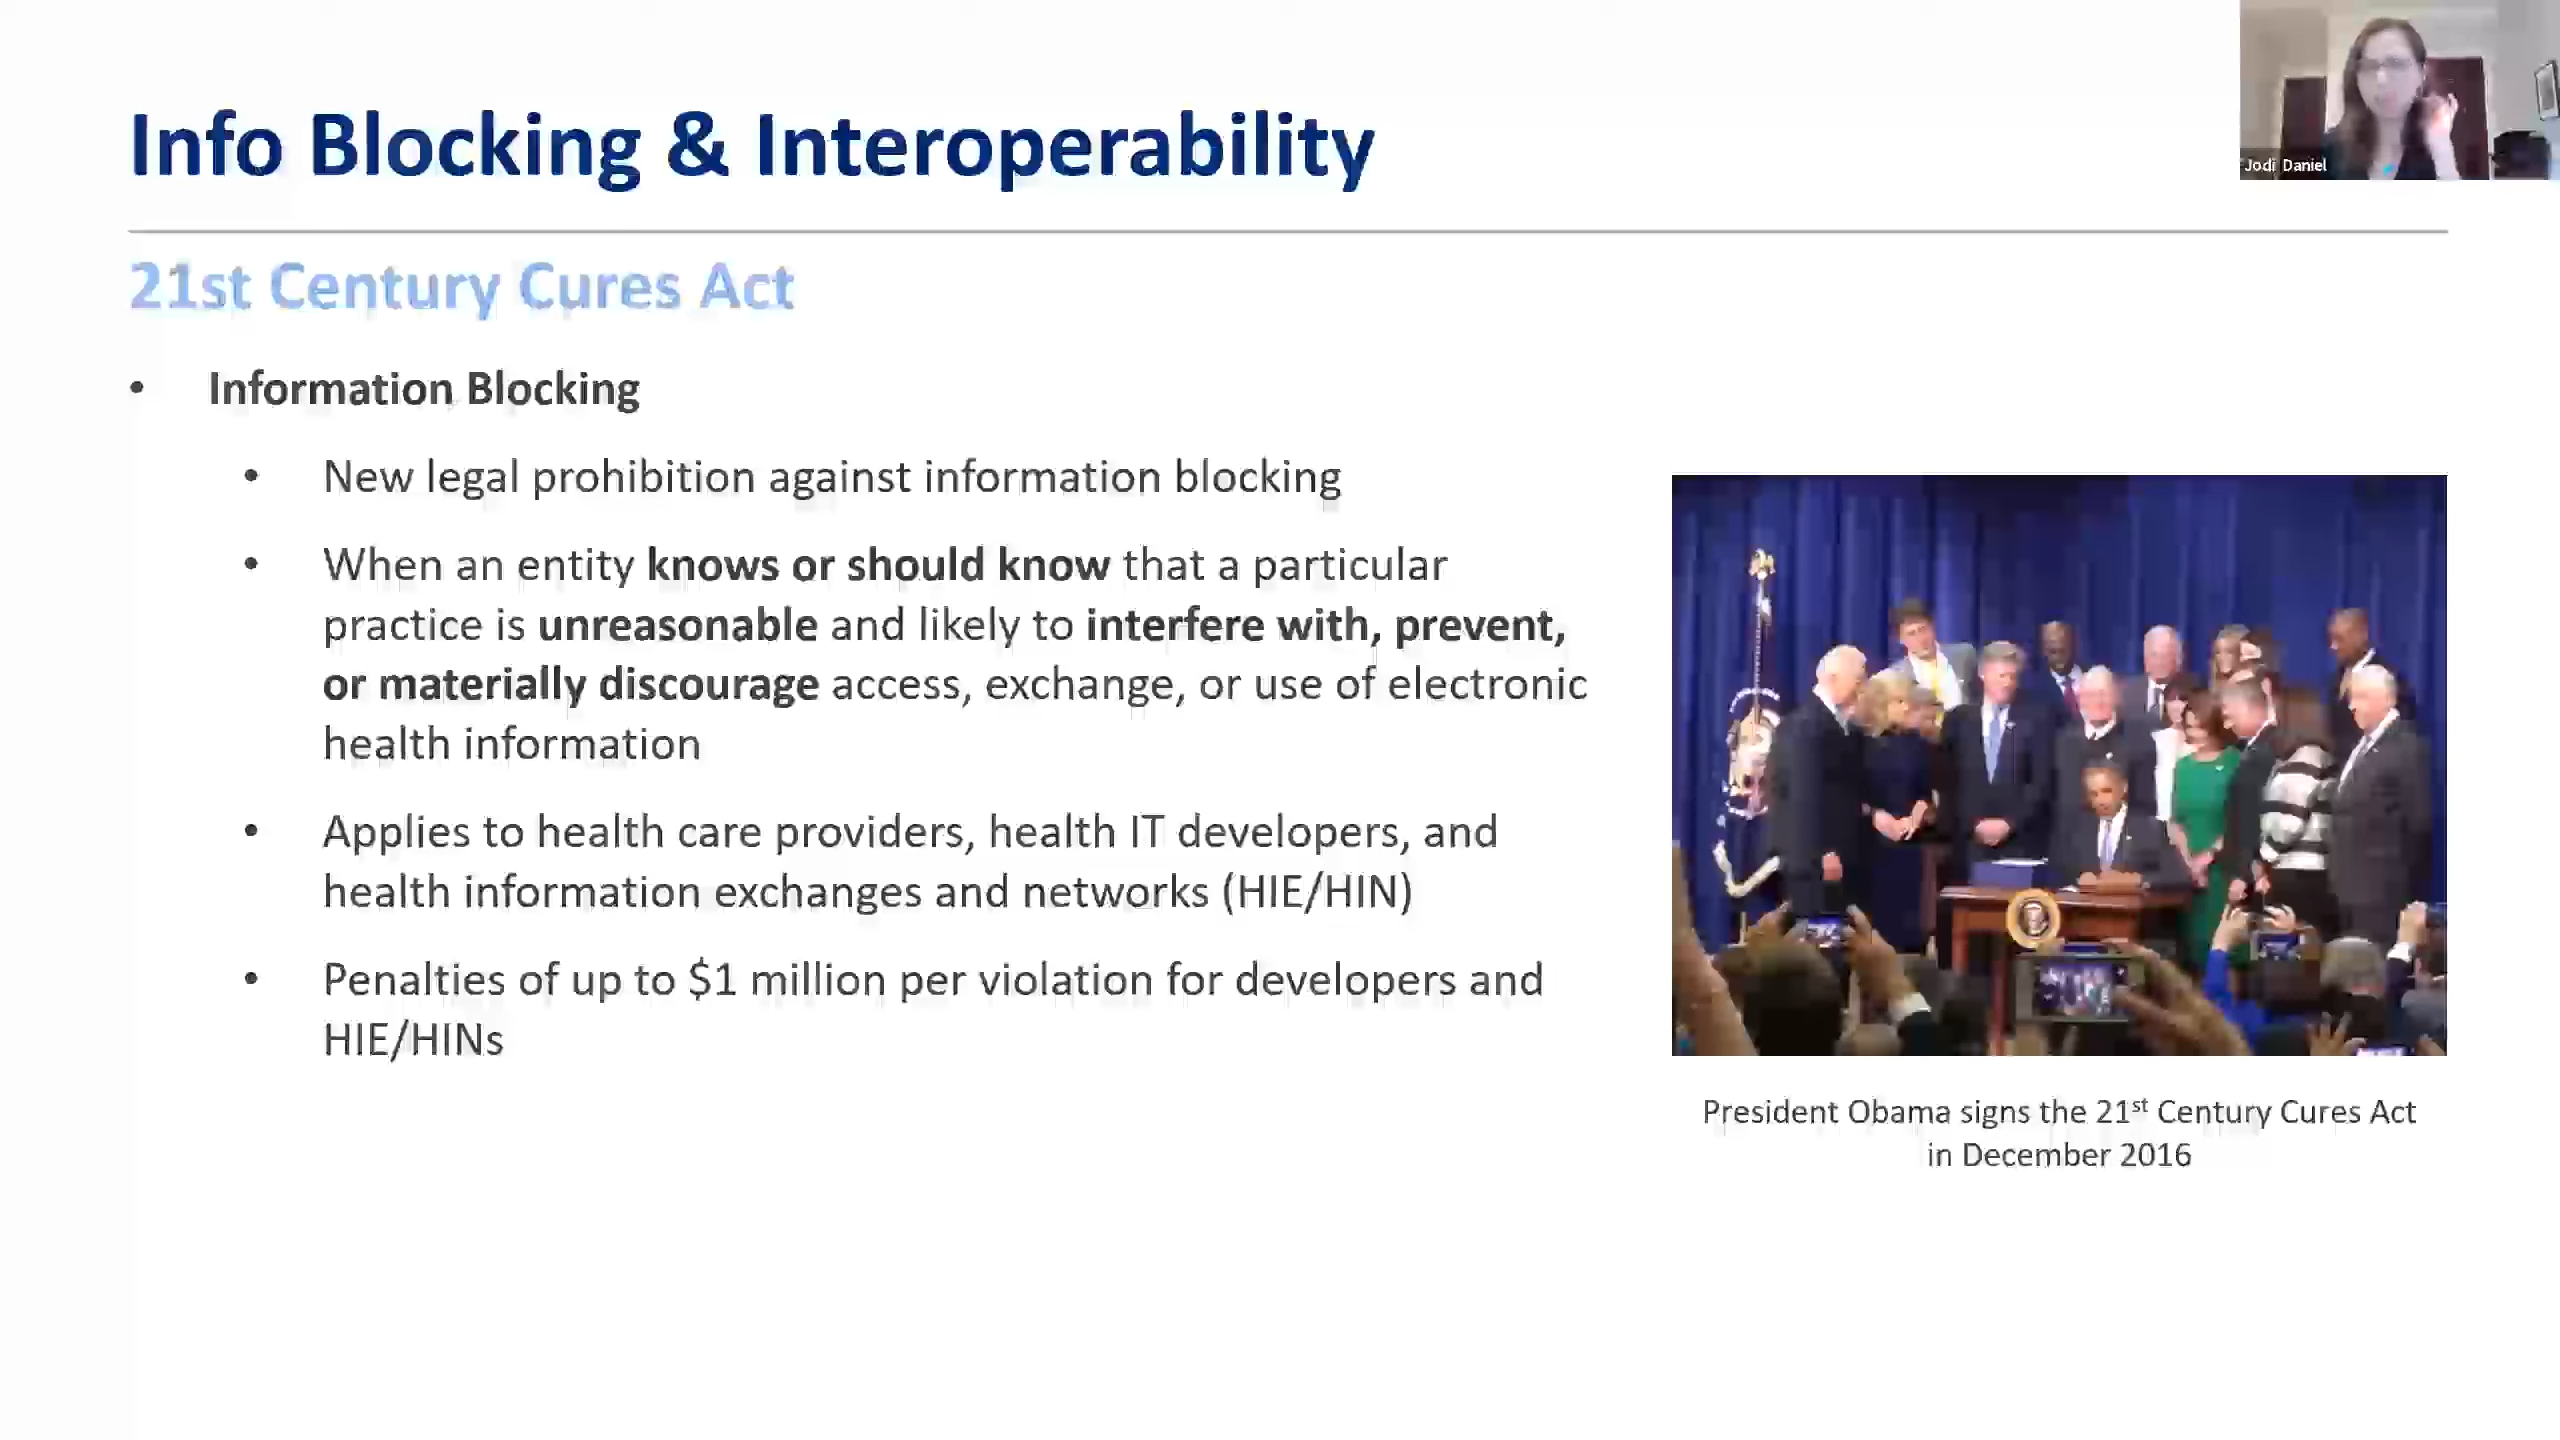 Info Blocking & Interoperability
Jodi Daniel
21st Century Cures Act
• Information Blocking
• New legal prohibition against information blocking
• When an entity knows or should know that a particular
practice is unreasonable and likely to interfere with, prevent,
or materially discourage access, exchange, or use of electronic
health information
• Applies to health care providers, health IT developers, and
health information exchanges and networks (HIE/HIN)
• Penalties of up to $1 million per violation for developers and
HIE/HINs
President Obama signs the 21st Century Cures Act
in December 2016